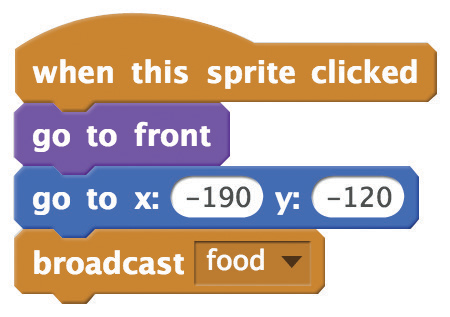 when this sprite clicked
go to front
go to x: -190 y: -120
broadcast food